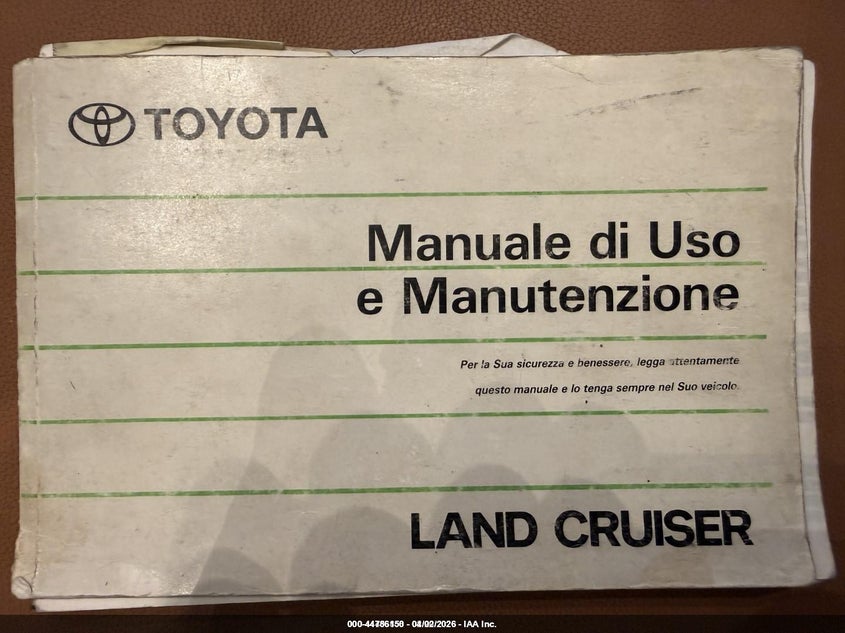 TOYOTA
Manuale di Uso
e Manutenzione
Per la Sua sicurezza e benessere, legga attentamente
questo manuale e lo tenga sempre nel Suo veicolo.
LAND CRUISER
- IAA Inc.